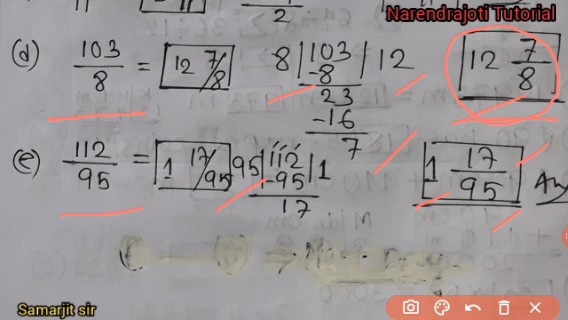 Narendrajoti Tutorial
2
(d) 103/8 = 12 7/8 8|103|12 12 7/8
-8
23
-16
7
(e) 112/95 = 1 17/95 95|112|1 1 17/95 Ans
-95
17
Samarjit sir